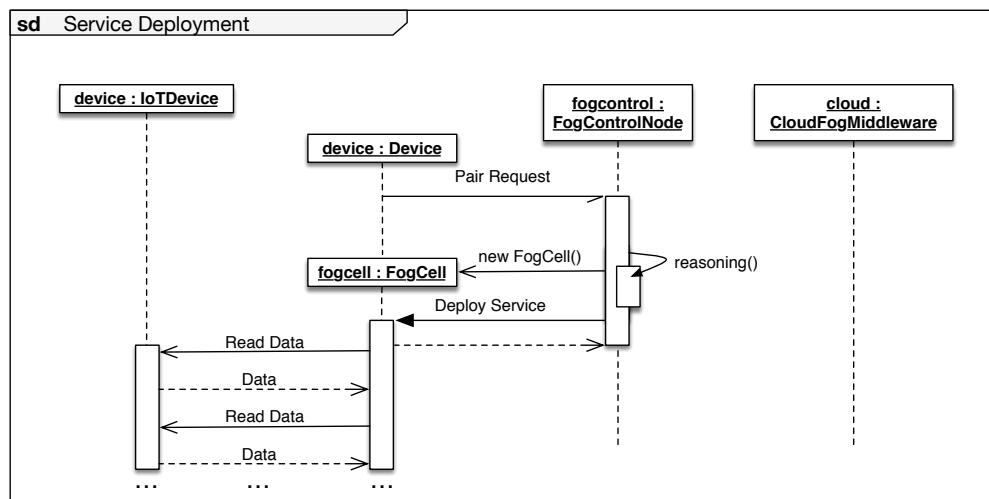 sd Service Deployment
device : IoTDevice
fogcontrol :
FogControlNode
cloud :
CloudFogMiddleware
device : Device
Pair Request
new FogCell()
reasoning()
fogcell : FogCell
Deploy Service
Read Data
Data
Read Data
Data
... ... ...